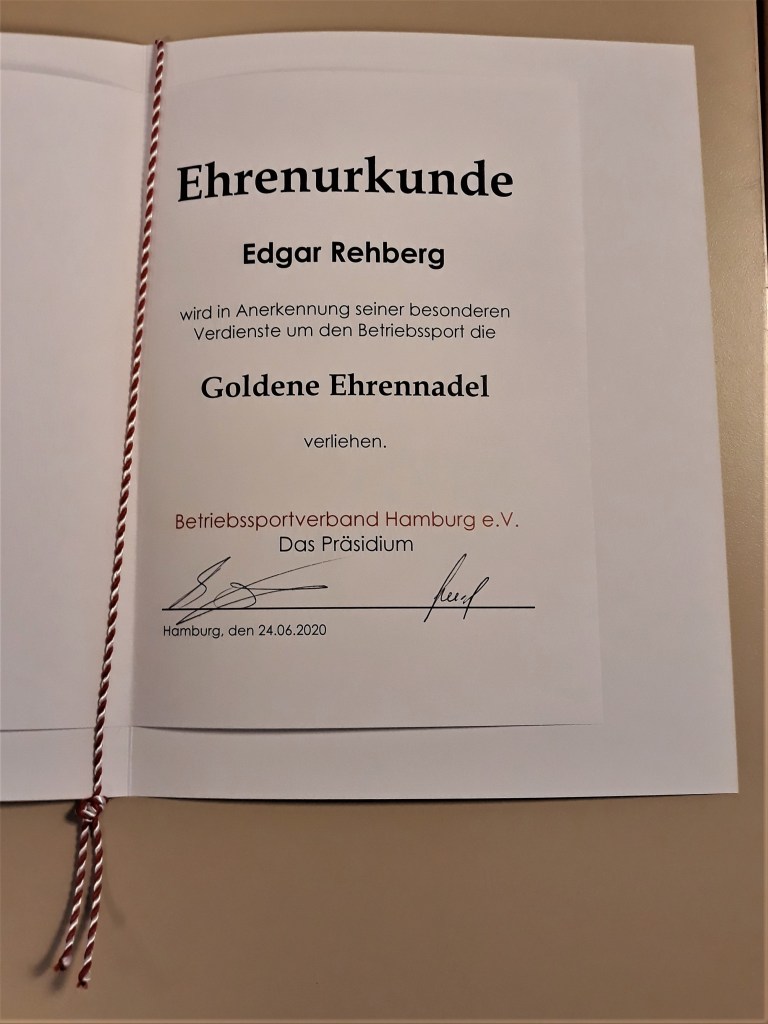 Ehrenurkunde
Edgar Rehberg
wird in Anerkennung seiner besonderen
Verdienste um den Betriebssport die
Goldene Ehrennadel
verliehen.
Betriebssportverband Hamburg e.V.
Das Präsidium
Hamburg, den 24.06.2020